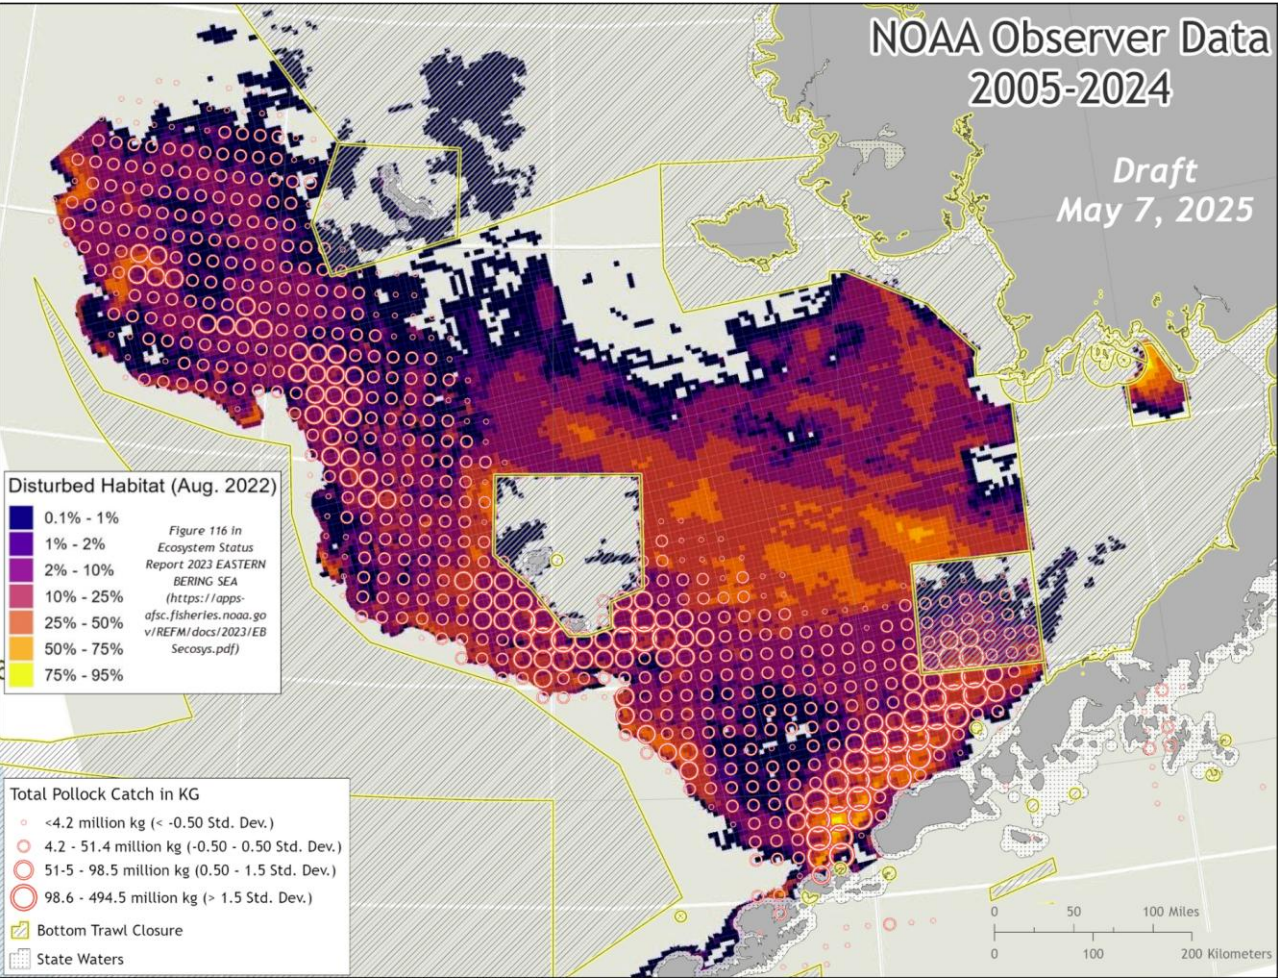 NOAA Observer Data
2005-2024
Draft
May 7, 2025
Disturbed Habitat (Aug. 2022)
0.1% - 1%
1% - 2%
2% - 10%
10% - 25%
25% - 50%
50% - 75%
75% - 95%
Figure 116 in
Ecosystem Status
Report 2023 EASTERN
BERING SEA
(https://apps-
afsc.fisheries.noaa.go
v/REFM/docs/2023/EB
Secosys.pdf)
Total Pollock Catch in KG
<4.2 million kg (< -0.50 Std. Dev.)
4.2 - 51.4 million kg (-0.50 - 0.50 Std. Dev.)
51-5 - 98.5 million kg (0.50 - 1.5 Std. Dev.)
98.6 - 494.5 million kg (> 1.5 Std. Dev.)
Bottom Trawl Closure
State Waters
0 50 100 Miles
0 100 200 Kilometers